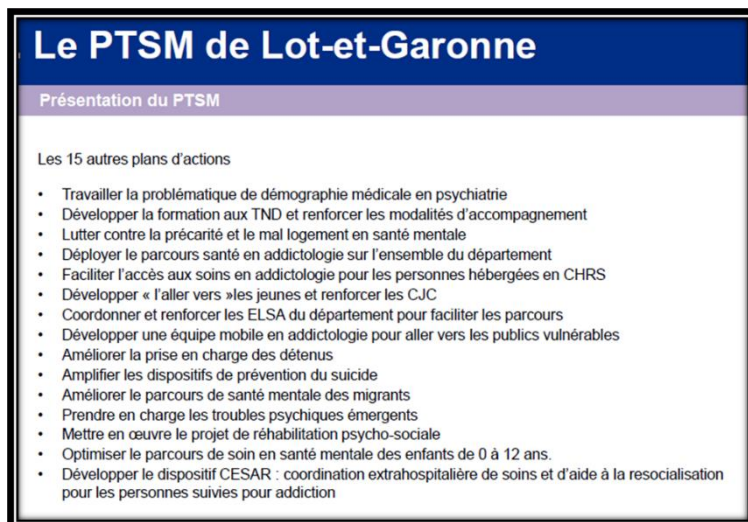 Le PTSM de Lot-et-Garonne
Présentation du PTSM
Les 15 autres plans d'actions
• Travailler la problématique de démographie médicale en psychiatrie
• Développer la formation aux TND et renforcer les modalités d'accompagnement
• Lutter contre la précarité et le mal logement en santé mentale
• Déployer le parcours santé en addictologie sur l'ensemble du département
• Faciliter l'accès aux soins en addictologie pour les personnes hébergées en CHRS
• Développer « l'aller vers »les jeunes et renforcer les CJC
• Coordonner et renforcer les ELSA du département pour faciliter les parcours
• Développer une équipe mobile en addictologie pour aller vers les publics vulnérables
• Améliorer la prise en charge des détenus
• Amplifier les dispositifs de prévention du suicide
• Améliorer le parcours de santé mentale des migrants
• Prendre en charge les troubles psychiques émergents
• Mettre en œuvre le projet de réhabilitation psycho-sociale
• Optimiser le parcours de soin en santé mentale des enfants de 0 à 12 ans.
• Développer le dispositif CESAR : coordination extrahospitalière de soins et d'aide à la resocialisation
pour les personnes suivies pour addiction